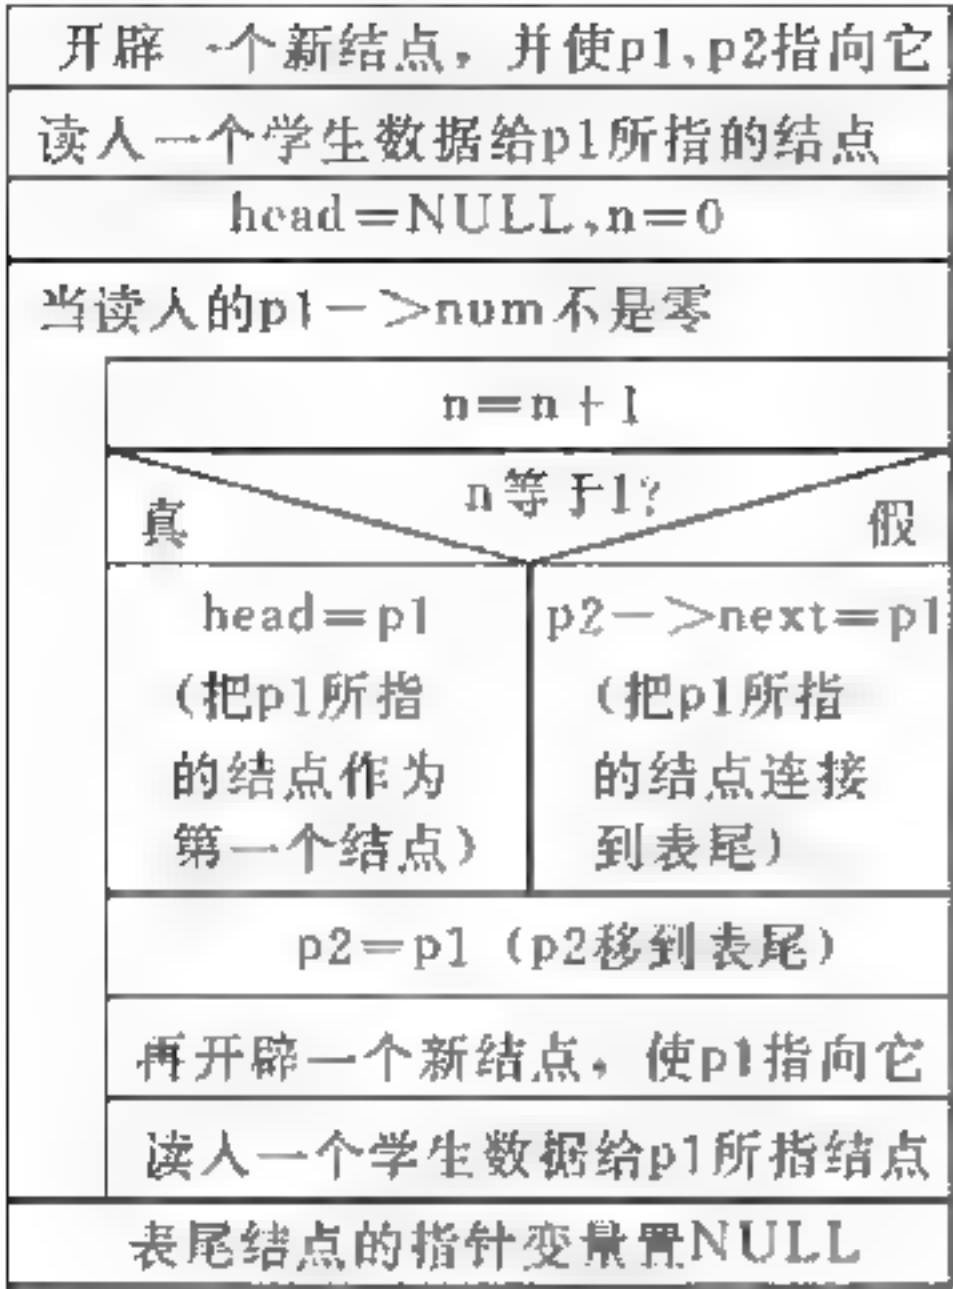 开辟一个新结点，并使p1、p2指向它
读入一个学生数据给p1所指的结点
head=NULL,n=0
当读入的p1->num不是零
n=n+1
n等于1?
真
假
head=p1
(把p1所指
的结点作为
第一个结点)
p2->next=p1
(把p1所指
的结点连接
到表尾)
p2=p1 (p2移到表尾)
再开辟一个新结点，使p1指向它
读入一个学生数据给p1所指结点
表尾结点的指针变量置NULL